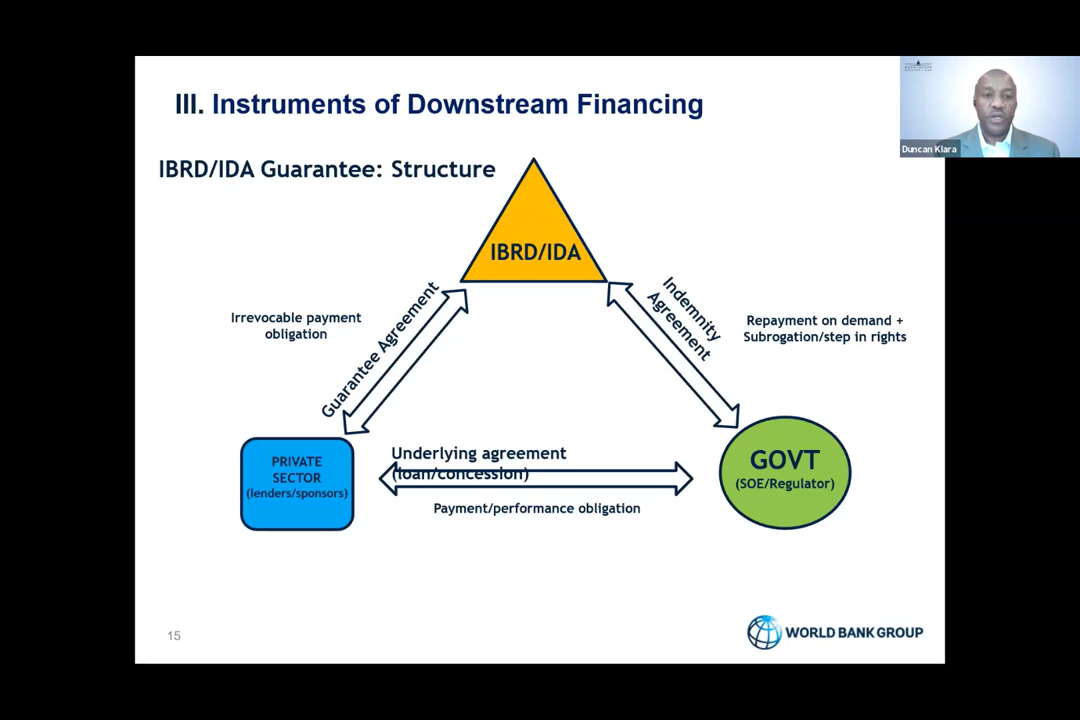 III. Instruments of Downstream Financing
Duncan Klara
IBRD/IDA Guarantee: Structure
IBRD/IDA
Guarantee Agreement
Indemnity
Agreement
Irrevocable payment
obligation
Repayment on demand +
Subrogation/step in rights
PRIVATE
SECTOR
(lenders/sponsors)
Underlying agreement
(loan/concession)
Payment/performance obligation
GOVT
(SOE/Regulator)
15
WORLD BANK GROUP